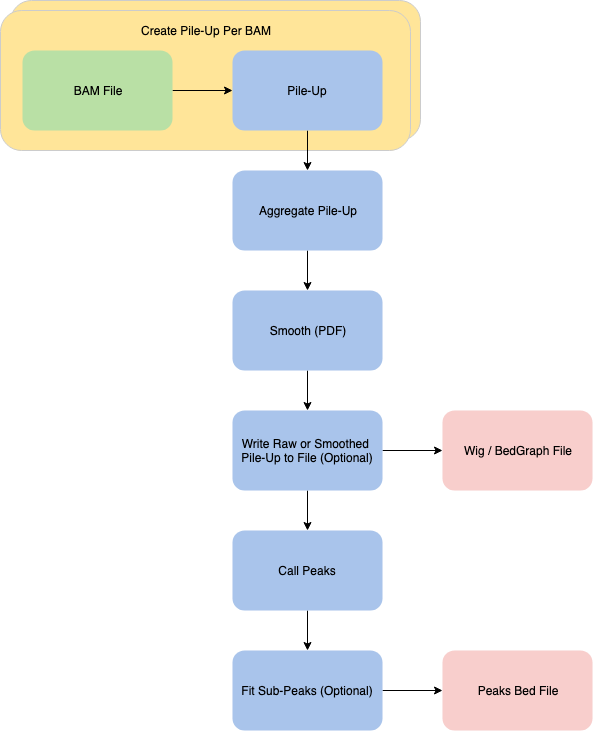 Create Pile-Up Per BAM
BAM File
Pile-Up
Aggregate Pile-Up
Smooth (PDF)
Write Raw or Smoothed
Pile-Up to File (Optional)
Wig / BedGraph File
Call Peaks
Fit Sub-Peaks (Optional)
Peaks Bed File